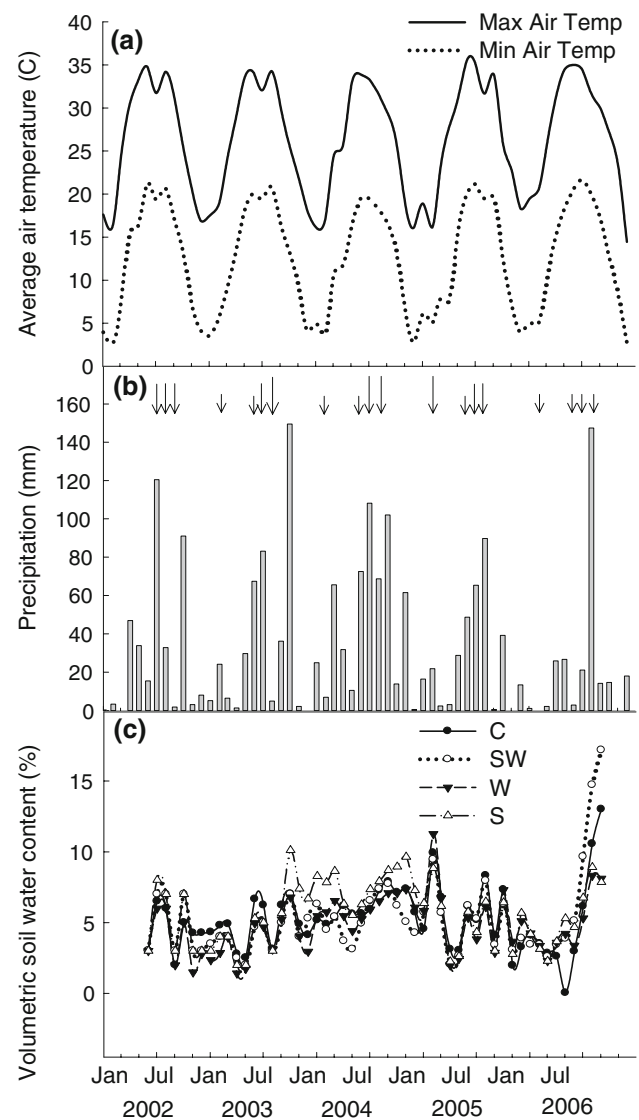 (a)
Max Air Temp
Min Air Temp
Average air temperature (C)
40
35
30
25
20
15
10
5
0
(b)
Precipitation (mm)
160
140
120
100
80
60
40
20
0
(c)
C
SW
W
S
Volumetric soil water content (%)
15
10
5
0
Jan Jul Jan Jul Jan Jul Jan Jul Jan Jul
2002 2003 2004 2005 2006